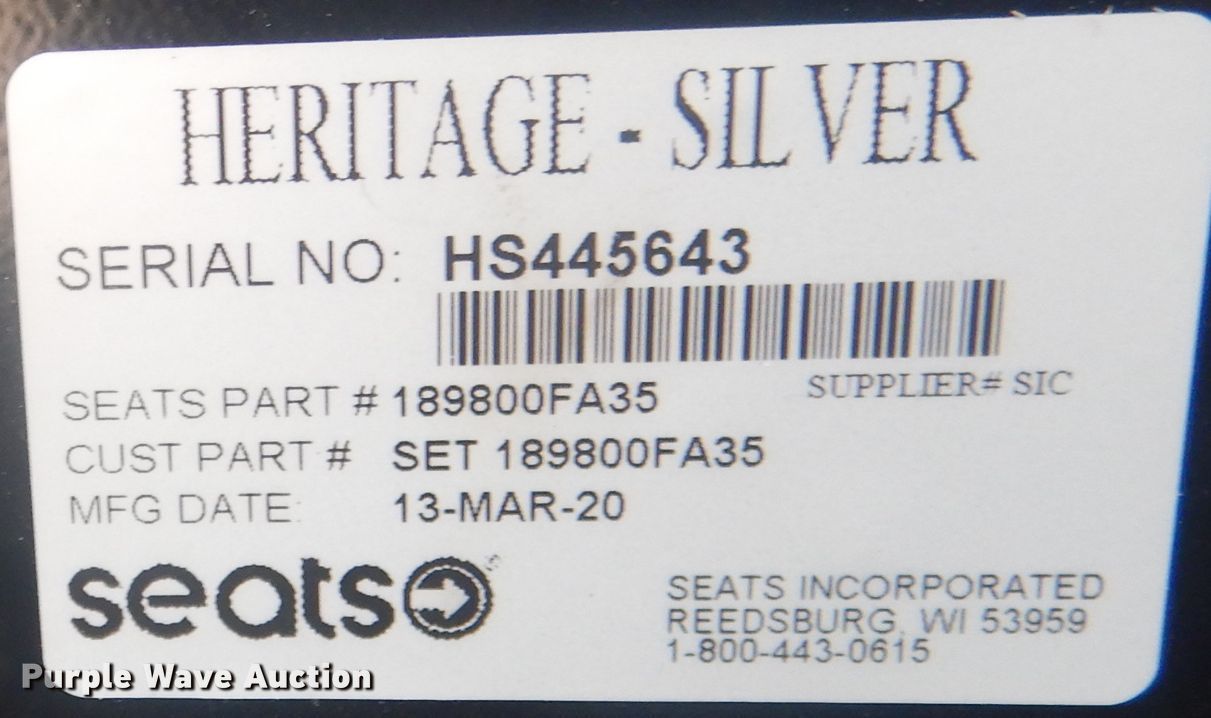 HERITAGE - SILVER
SERIAL NO: HS445643
SEATS PART # 189800FA35
SUPPLIER# SIC
CUST PART # SET 189800FA35
MFG DATE: 13-MAR-20
seats
SEATS INCORPORATED
REEDSBURG, WI 53959
1-800-443-0615
Purple Wave Auction